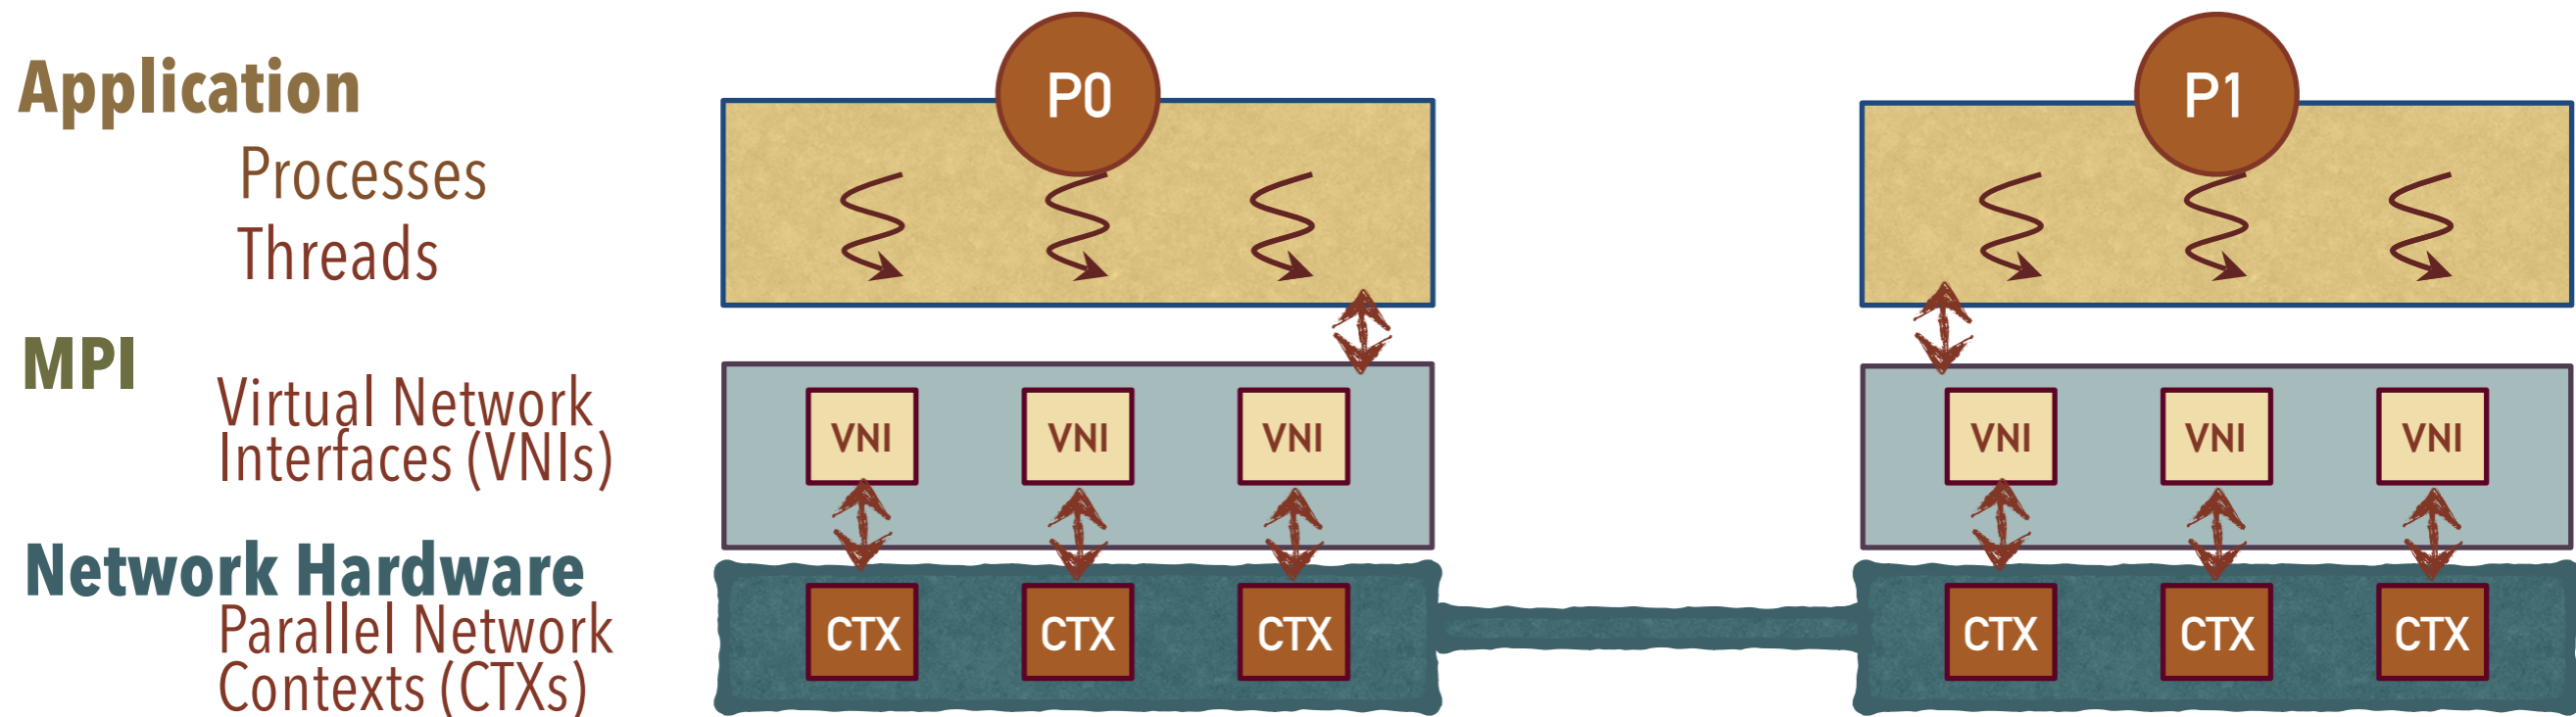 Application
Processes
Threads
MPI
Virtual Network
Interfaces (VNIs)
Network Hardware
Parallel Network
Contexts (CTXs)
P0
P1
VNI VNI VNI
VNI VNI VNI
CTX CTX CTX
CTX CTX CTX